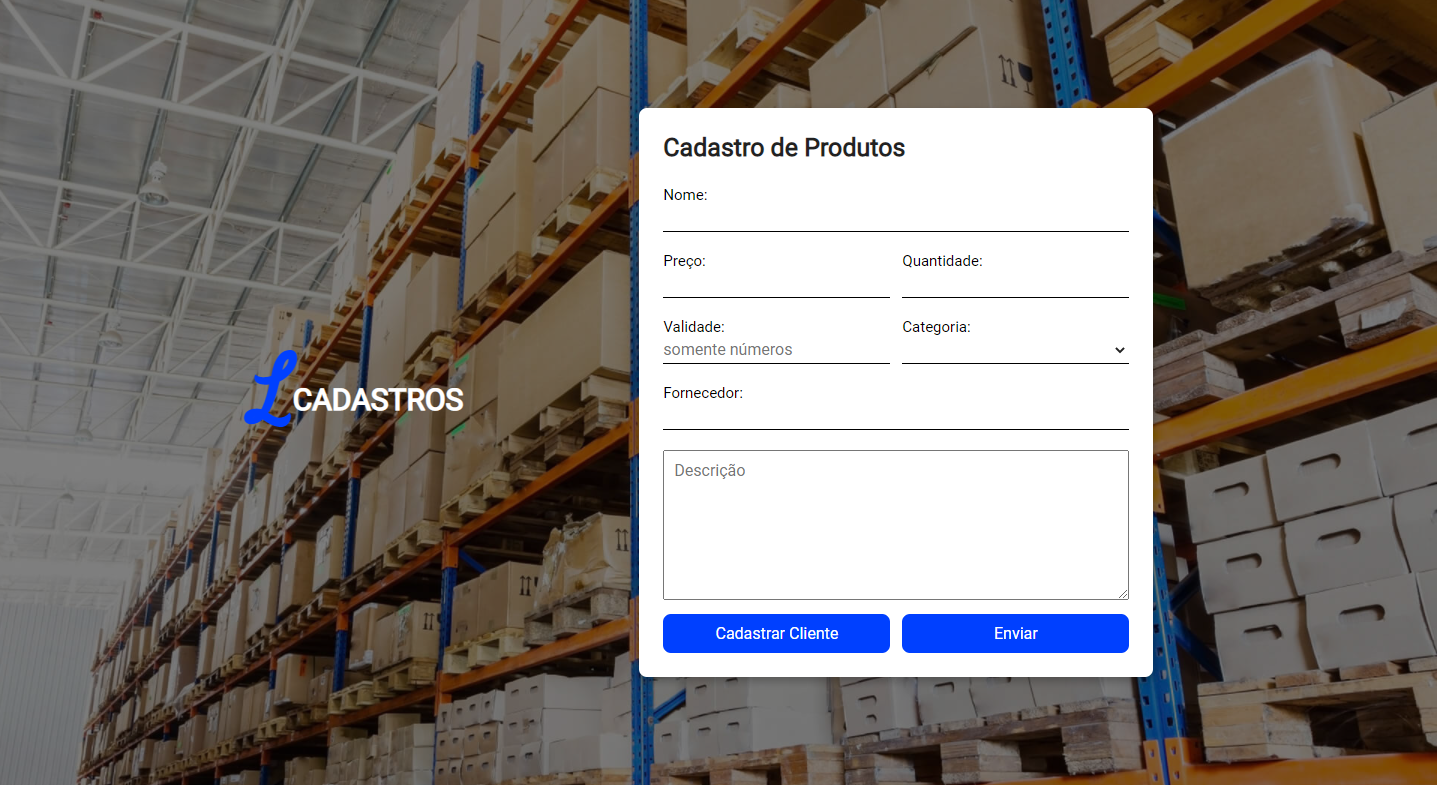 L CADASTROS
Cadastro de Produtos
Nome:
Preço: Quantidade:
Validade: Categoria:
somente números
Fornecedor:
Descrição
Cadastrar Cliente Enviar